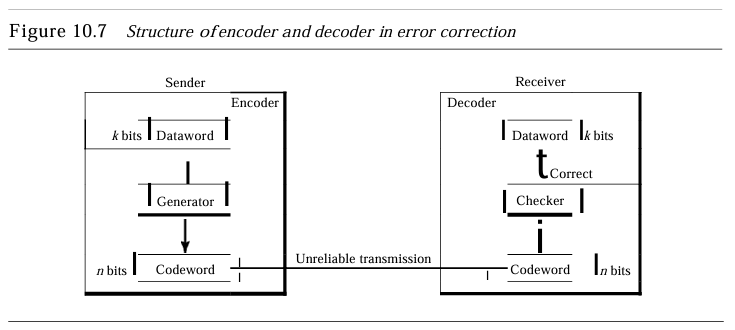 Figure 10.7 Structure of encoder and decoder in error correction
Sender
Receiver
Encoder
Decoder
k bits
Dataword
Dataword
k bits
Correct
Generator
Checker
Unreliable transmission
n bits
Codeword
Codeword
n bits